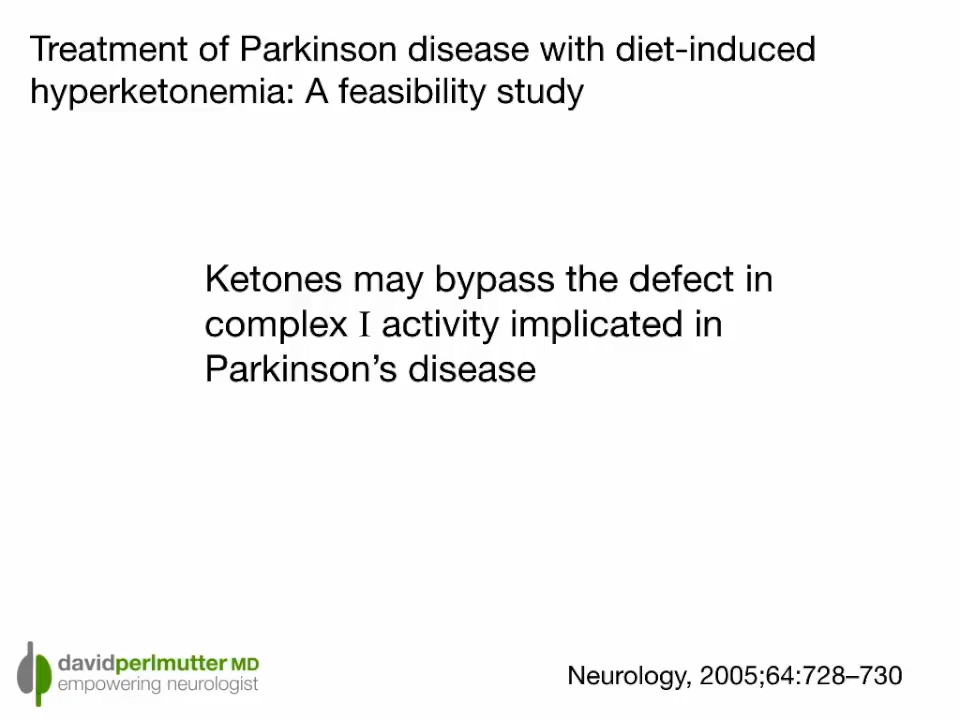 Treatment of Parkinson disease with diet-induced
hyperketonemia: A feasibility study
Ketones may bypass the defect in
complex I activity implicated in
Parkinson’s disease
davidperlmutter MD
empowering neurologist
Neurology, 2005;64:728–730